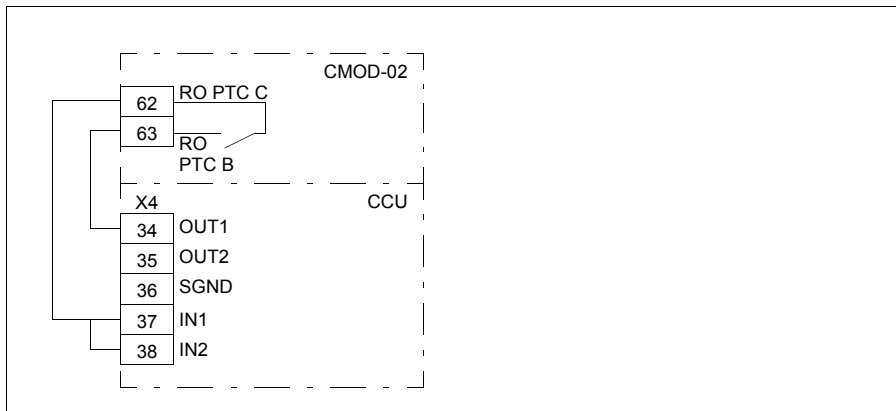 CMOD-02
62 RO PTC C
63 RO
PTC B
X4 CCU
34 OUT1
35 OUT2
36 SGND
37 IN1
38 IN2